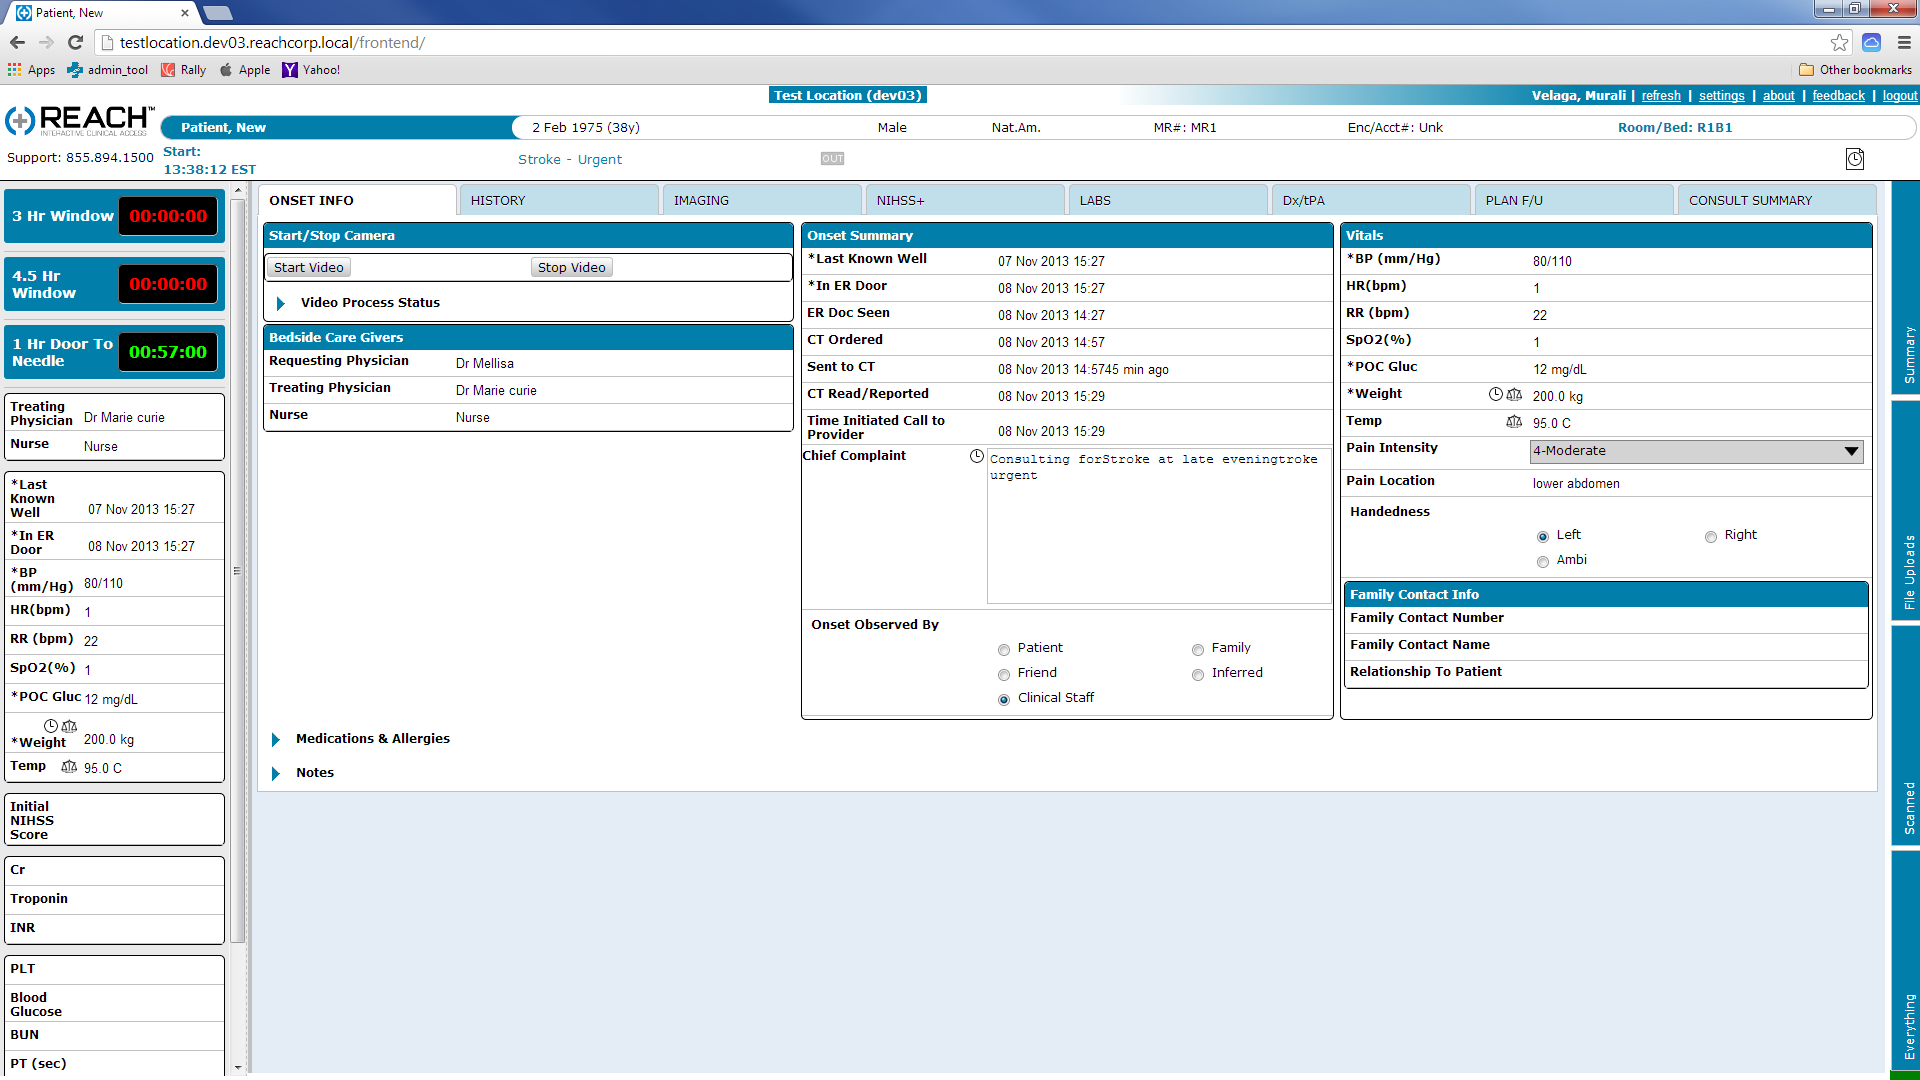 Patient, New
testlocation.dev03.reachcorp.local/frontend/
Apps admin_tool Rally Apple Yahoo! Other bookmarks
Test Location (dev03) Velaga, Murali | refresh | settings | about | feedback | logout
REACH™
INTERACTIVE CLINICAL ACCESS
Patient, New 2 Feb 1975 (38y) Male Nat.Am. MR#: MR1 Enc/Acct#: Unk Room/Bed: R1B1
Support: 855.894.1500
Start:
13:38:12 EST
Stroke - Urgent OUT
3 Hr Window 00:00:00
4.5 Hr
Window
00:00:00
1 Hr Door To
Needle
00:57:00
Treating
Physician Dr Marie curie
Nurse Nurse
*Last
Known
Well 07 Nov 2013 15:27
*In ER
Door 08 Nov 2013 15:27
*BP
(mm/Hg) 80/110
HR(bpm) 1
RR (bpm) 22
SpO2(%) 1
*POC Gluc 12 mg/dL
*Weight 200.0 kg
Temp 95.0 C
Initial
NIHSS
Score
Cr
Troponin
INR
PLT
Blood
Glucose
BUN
PT (sec)
ONSET INFO HISTORY IMAGING NIHSS+ LABS Dx/tPA PLAN F/U CONSULT SUMMARY
Start/Stop Camera
Start Video Stop Video
Video Process Status
Bedside Care Givers
Requesting Physician Dr Mellisa
Treating Physician Dr Marie curie
Nurse Nurse
Onset Summary
*Last Known Well 07 Nov 2013 15:27
*In ER Door 08 Nov 2013 15:27
ER Doc Seen 08 Nov 2013 14:27
CT Ordered 08 Nov 2013 14:57
Sent to CT 08 Nov 2013 14:5745 min ago
CT Read/Reported 08 Nov 2013 15:29
Time Initiated Call to
Provider 08 Nov 2013 15:29
Chief Complaint Consulting forStroke at late eveningtroke
urgent
Onset Observed By
Patient Family
Friend Inferred
Clinical Staff
Vitals
*BP (mm/Hg) 80/110
HR(bpm) 1
RR (bpm) 22
SpO2(%) 1
*POC Gluc 12 mg/dL
*Weight 200.0 kg
Temp 95.0 C
Pain Intensity 4-Moderate
Pain Location lower abdomen
Handedness
Left Right
Ambi
Family Contact Info
Family Contact Number
Family Contact Name
Relationship To Patient
Medications & Allergies
Notes
Summary
File Uploads
Scanned
Everything